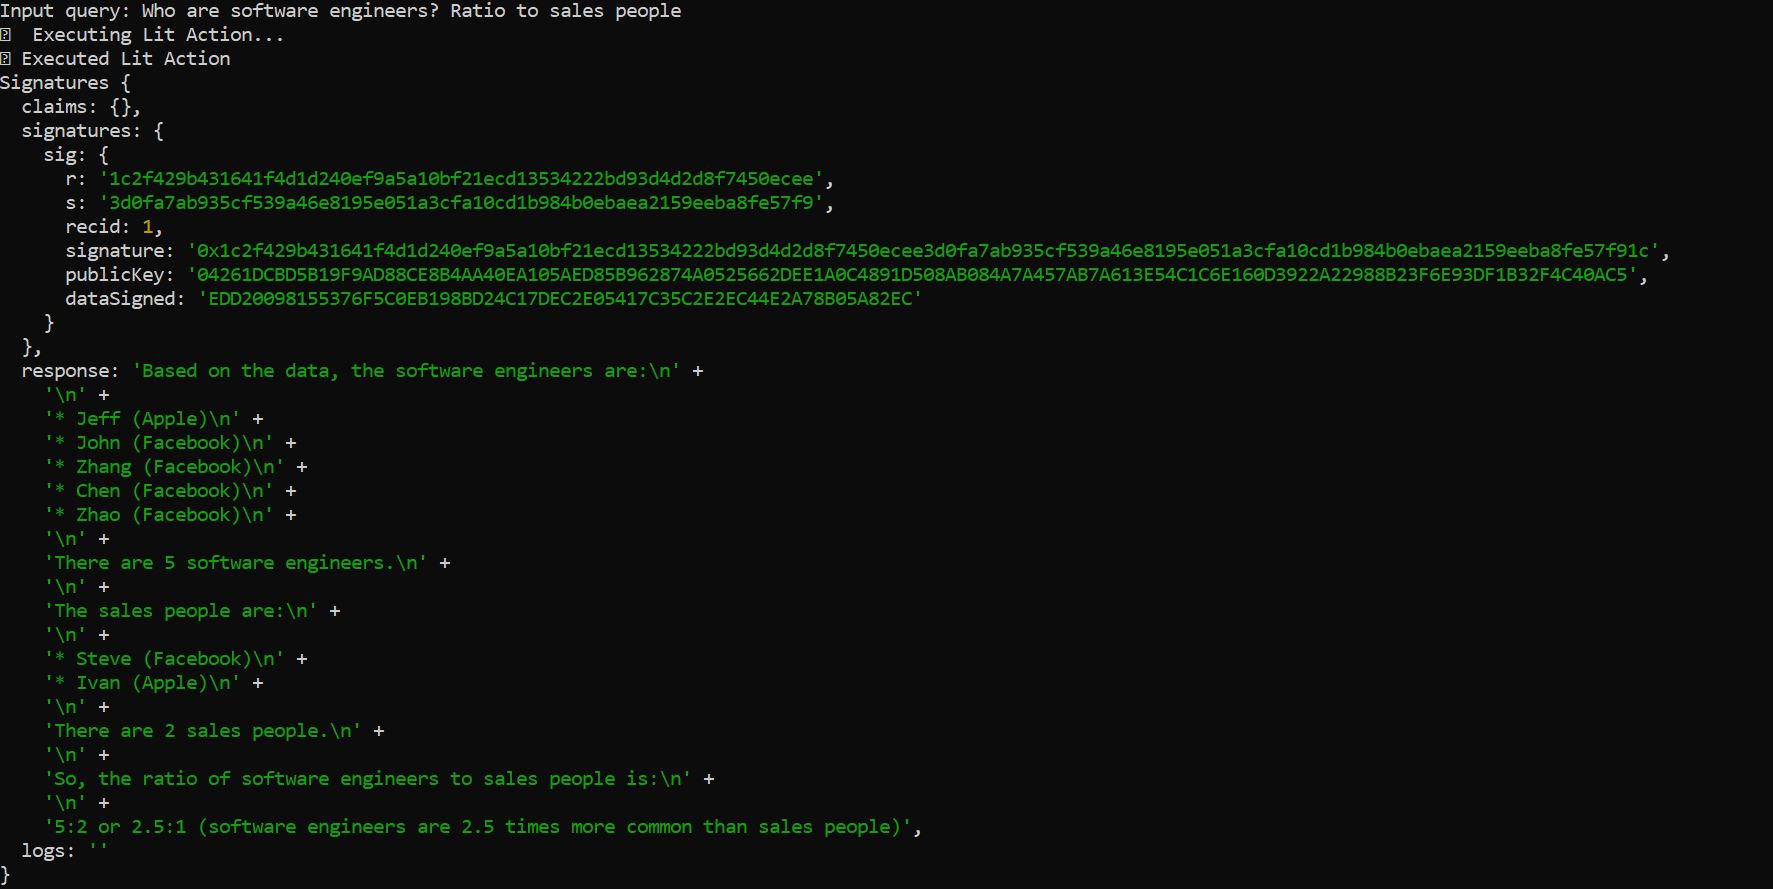 Input query: Who are software engineers? Ratio to sales people
Executing Lit Action...
Executed Lit Action
Signatures {
  claims: {},
  signatures: {
    sig: {
      r: '1c2f429b431641f4d1d240ef9a5a10bf21ecd13534222bd93d4d2d8f7450ecee',
      s: '3d0fa7ab935cf539a46e8195e051a3cfa10cd1b984b0ebaea2159eeba8fe57f9',
      recid: 1,
      signature: '0x1c2f429b431641f4d1d240ef9a5a10bf21ecd13534222bd93d4d2d8f7450ecee3d0fa7ab935cf539a46e8195e051a3cfa10cd1b984b0ebaea2159eeba8fe57f91c',
      publicKey: '04261DCBD5B19F9AD88CE8B4AA40EA105AED85B962874A0525662DEE1A0C4891D508AB084A7A457AB7A613E54C1C6E160D3922A22988B23F6E93DF1B32F4C40AC5',
      dataSigned: 'EDD20098155376F5C0EB198BD24C17DEC2E05417C35C2E2EC44E2A78B05A82EC'
    }
  },
  response: 'Based on the data, the software engineers are:\n' +
    '\n' +
    '* Jeff (Apple)\n' +
    '* John (Facebook)\n' +
    '* Zhang (Facebook)\n' +
    '* Chen (Facebook)\n' +
    '* Zhao (Facebook)\n' +
    '\n' +
    'There are 5 software engineers.\n' +
    '\n' +
    'The sales people are:\n' +
    '\n' +
    '* Steve (Facebook)\n' +
    '* Ivan (Apple)\n' +
    '\n' +
    'There are 2 sales people.\n' +
    '\n' +
    'So, the ratio of software engineers to sales people is:\n' +
    '\n' +
    '5:2 or 2.5:1 (software engineers are 2.5 times more common than sales people)',
  logs: ''
}